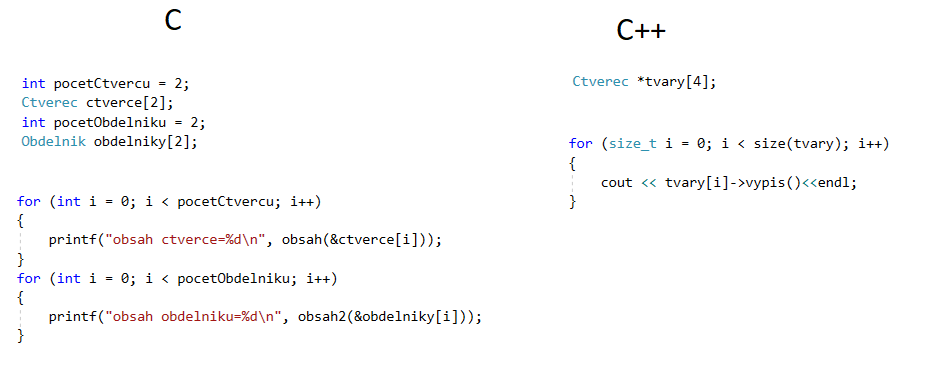 C
int pocetCtvercu = 2;
Ctverec ctverce[2];
int pocetObdelniku = 2;
Obdelnik obdelniky[2];
for (int i = 0; i < pocetCtvercu; i++)
{
    printf("obsah ctverce=%d\n", obsah(&ctverce[i]));
}
for (int i = 0; i < pocetObdelniku; i++)
{
    printf("obsah obdelniku=%d\n", obsah2(&obdelniky[i]));
}
C++
Ctverec *tvary[4];
for (size_t i = 0; i < size(tvary); i++)
{
    cout << tvary[i]->vypis()<<endl;
}